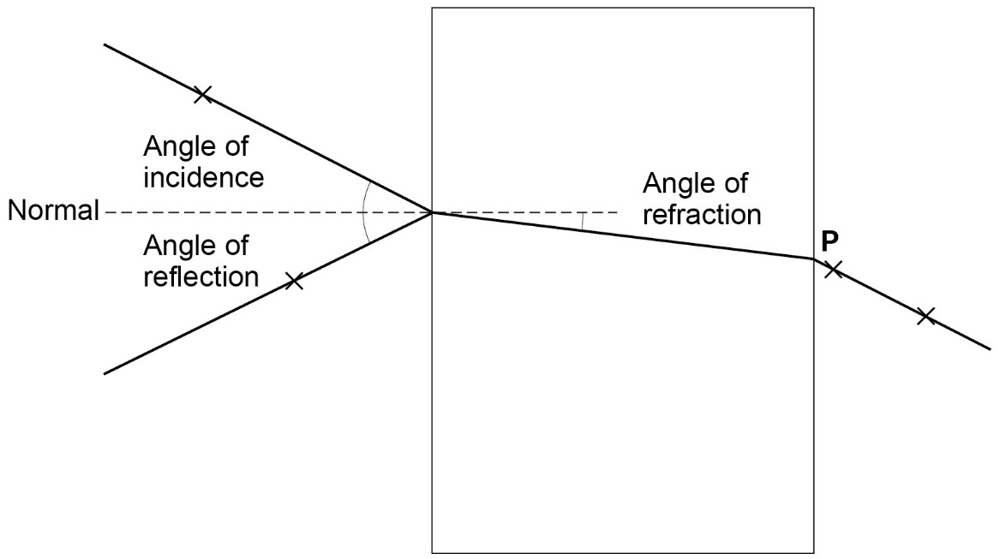 Angle of
incidence
Angle of
refraction
Normal
P
Angle of
reflection